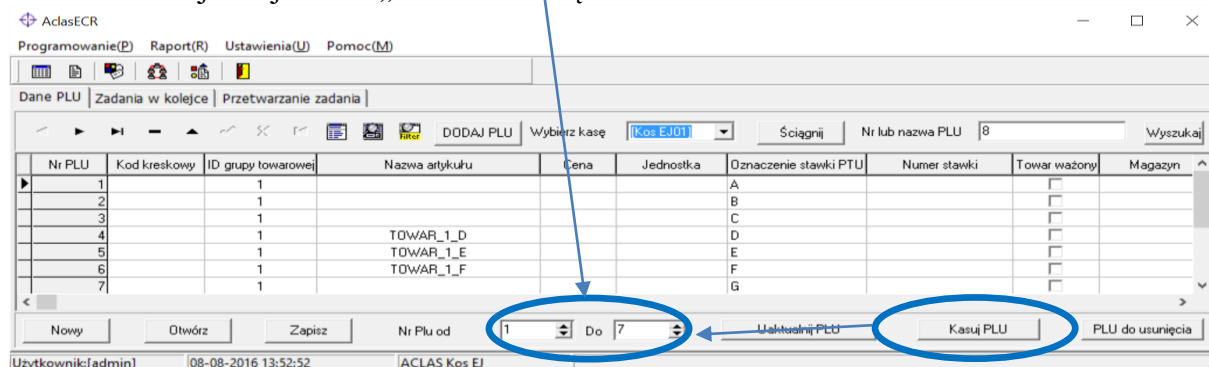 AclasECR
Programowanie(P) Raport(R) Ustawienia(U) Pomoc(M)
Dane PLU Zadania w kolejce Przetwarzanie zadania
Filter DODAJ PLU Wybierz kasę [Kos EJ01] Ściągnij Nr lub nazwa PLU 8 Wyszukaj
Nr PLU Kod kreskowy ID grupy towarowej Nazwa artykułu Cena Jednostka Oznaczenie stawki PTU Numer stawki Towar ważony Magazyn
1 1 A
2 1 B
3 1 C
4 1 TOWAR_1_D D
5 1 TOWAR_1_E E
6 1 TOWAR_1_F F
7 1 G
Nowy Otwórz Zapisz Nr Plu od 1 Do 7 Uaktualnij PLU Kasuj PLU PLU do usunięcia
Użytkownik:[admin] 08-08-2016 13:52:52 ACLAS Kos EJ